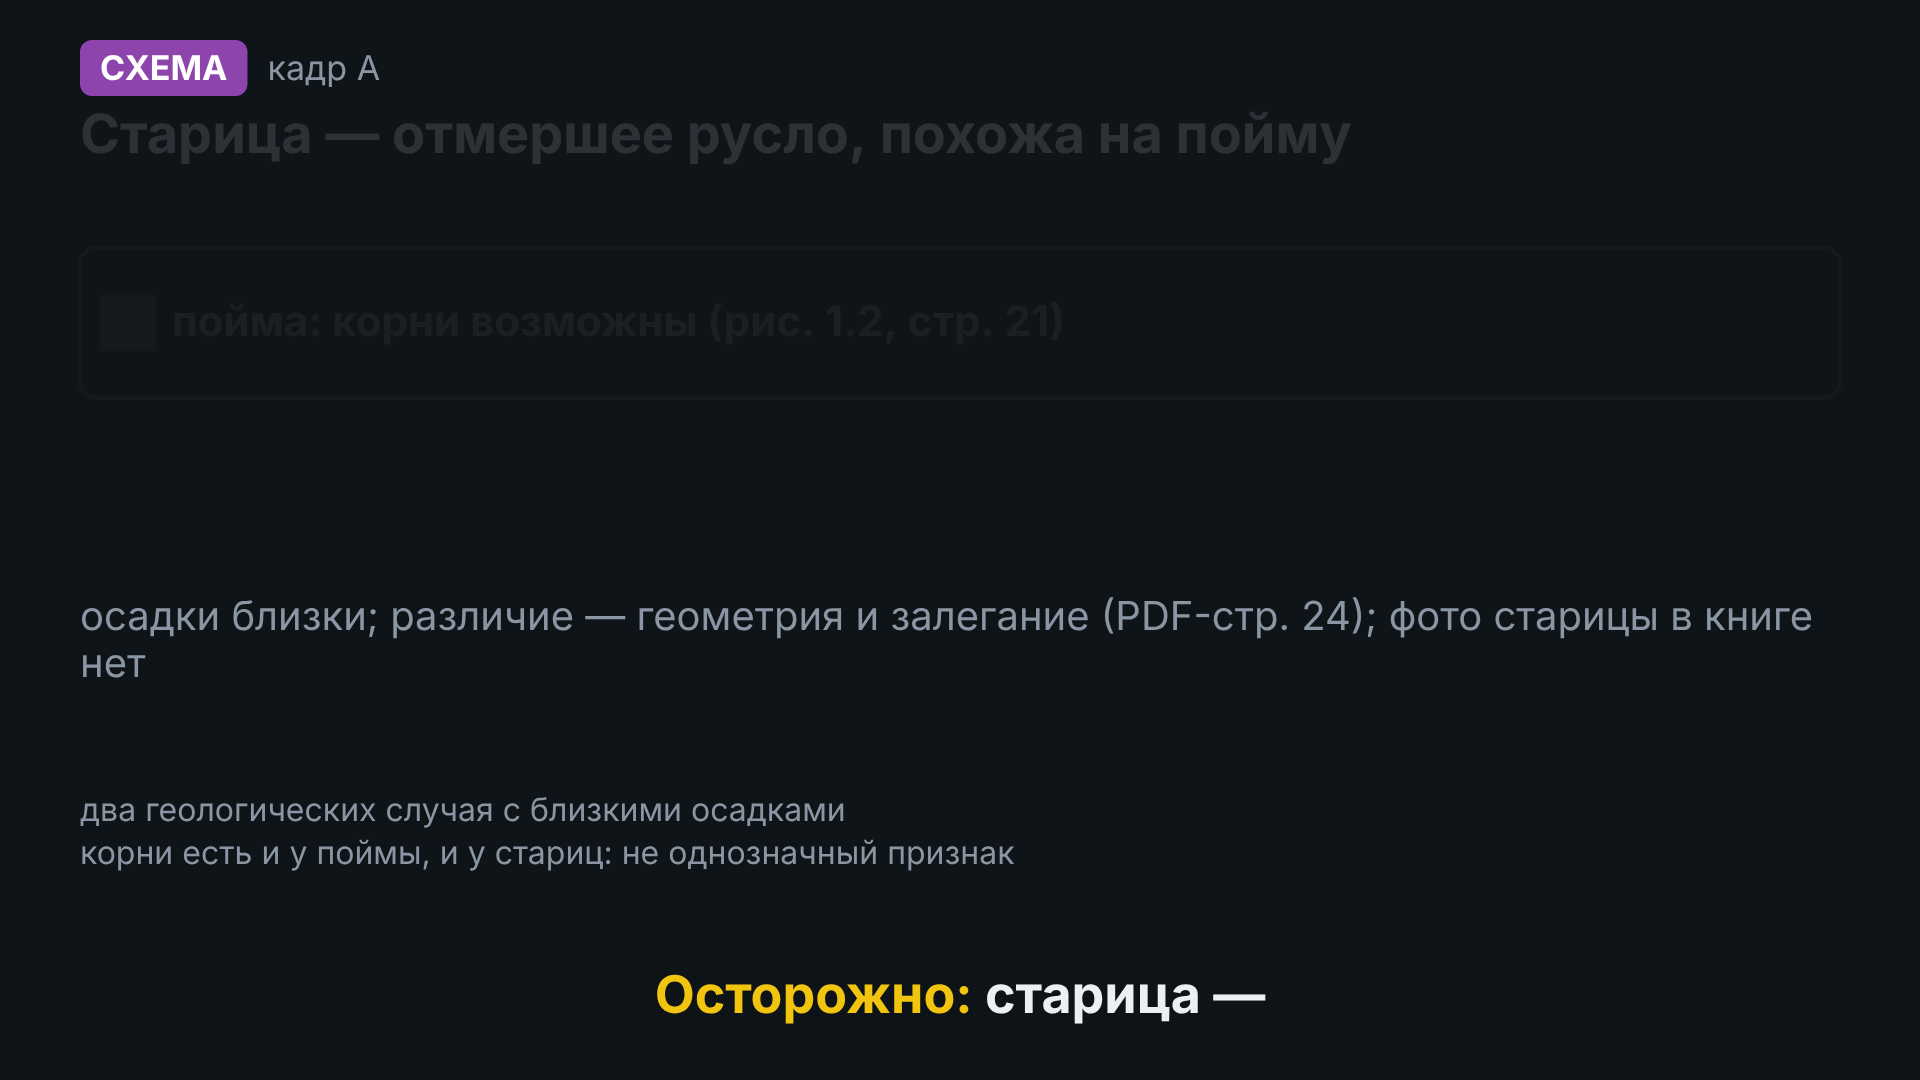 СХЕМА кадр A
Старица — отмершее русло, похожа на пойму
пойма: корни возможны (рис. 1.2, стр. 21)
осадки близки; различие — геометрия и залегание (PDF-стр. 24); фото старицы в книге
нет
два геологических случая с близкими осадками
корни есть и у поймы, и у стариц: не однозначный признак
Осторожно: старица —